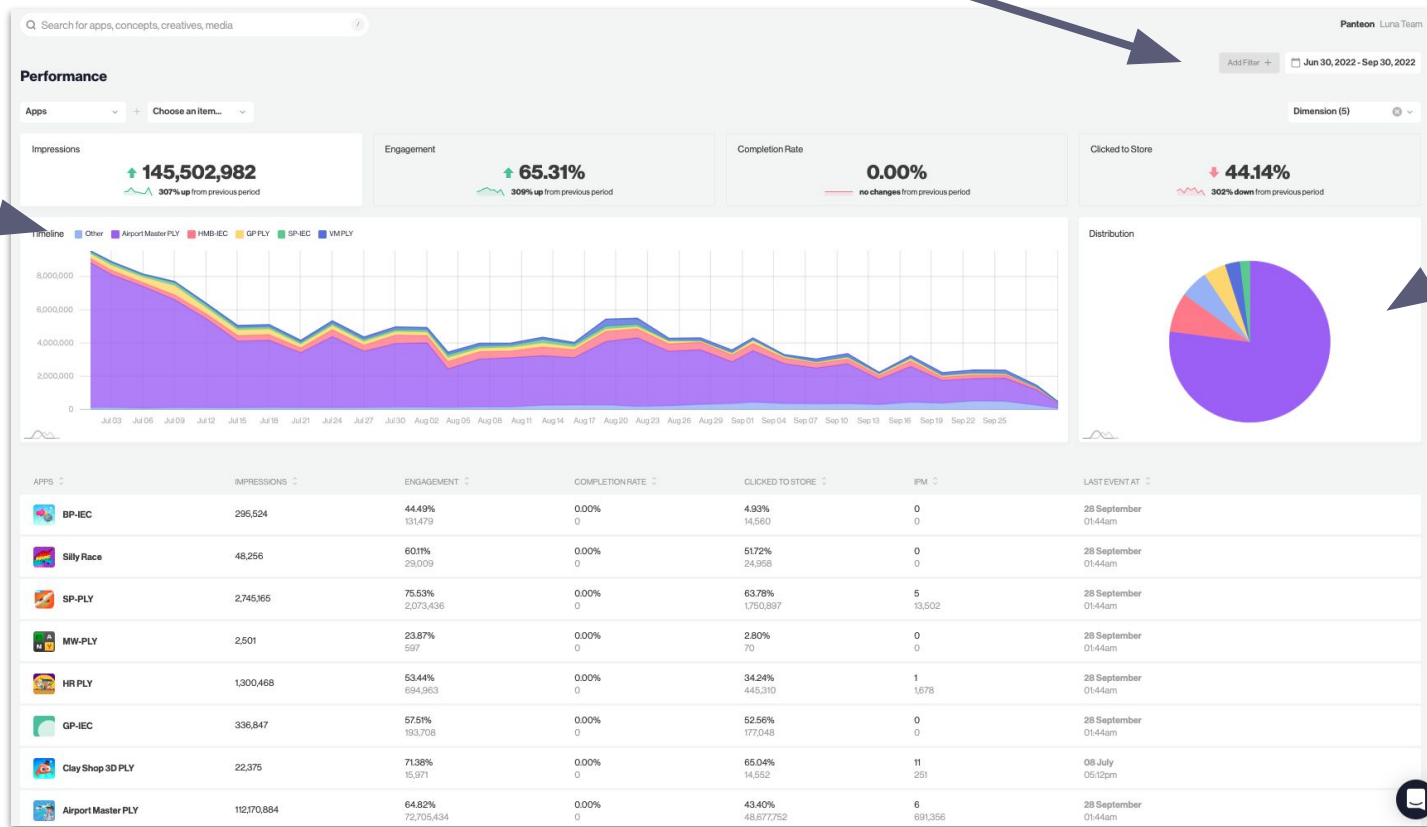 Search for apps, concepts, creatives, media /
Panteon Luna Team
Performance
Add Filter + Jun 30, 2022 - Sep 30, 2022
Apps + Choose an item...
Dimension (5)
Impressions
145,502,982
307% up from previous period
Engagement
65.31%
309% up from previous period
Completion Rate
0.00%
no changes from previous period
Clicked to Store
44.14%
302% down from previous period
Timeline Other Airport Master PLY HMB-IEC GP PLY SP-IEC VM PLY
8,000,000
6,000,000
4,000,000
2,000,000
0
Jul 03 Jul 06 Jul 09 Jul 12 Jul 15 Jul 18 Jul 21 Jul 24 Jul 27 Jul 30 Aug 02 Aug 05 Aug 08 Aug 11 Aug 14 Aug 17 Aug 20 Aug 23 Aug 26 Aug 29 Sep 01 Sep 04 Sep 07 Sep 10 Sep 13 Sep 16 Sep 19 Sep 22 Sep 25
Distribution
APPS IMPRESSIONS ENGAGEMENT COMPLETION RATE CLICKED TO STORE IPM LAST EVENT AT
BP-IEC 295,524 44.49% 0.00% 4.93% 0 28 September
131,479 0 14,560 0 01:44am
Silly Race 48,256 60.11% 0.00% 51.72% 0 28 September
29,009 0 24,958 0 01:44am
SP-PLY 2,745,165 75.53% 0.00% 63.78% 5 28 September
2,073,436 0 1,750,897 13,502 01:44am
MW-PLY 2,501 23.87% 0.00% 2.80% 0 28 September
597 0 70 0 01:44am
HR PLY 1,300,468 53.44% 0.00% 34.24% 1 28 September
694,963 0 445,310 1,678 01:44am
GP-IEC 336,847 57.51% 0.00% 52.56% 0 28 September
193,708 0 177,048 0 01:44am
Clay Shop 3D PLY 22,375 71.38% 0.00% 65.04% 11 08 July
15,971 0 14,552 251 05:12pm
Airport Master PLY 112,170,884 64.82% 0.00% 43.40% 6 28 September
72,705,434 0 48,677,752 691,356 01:44am